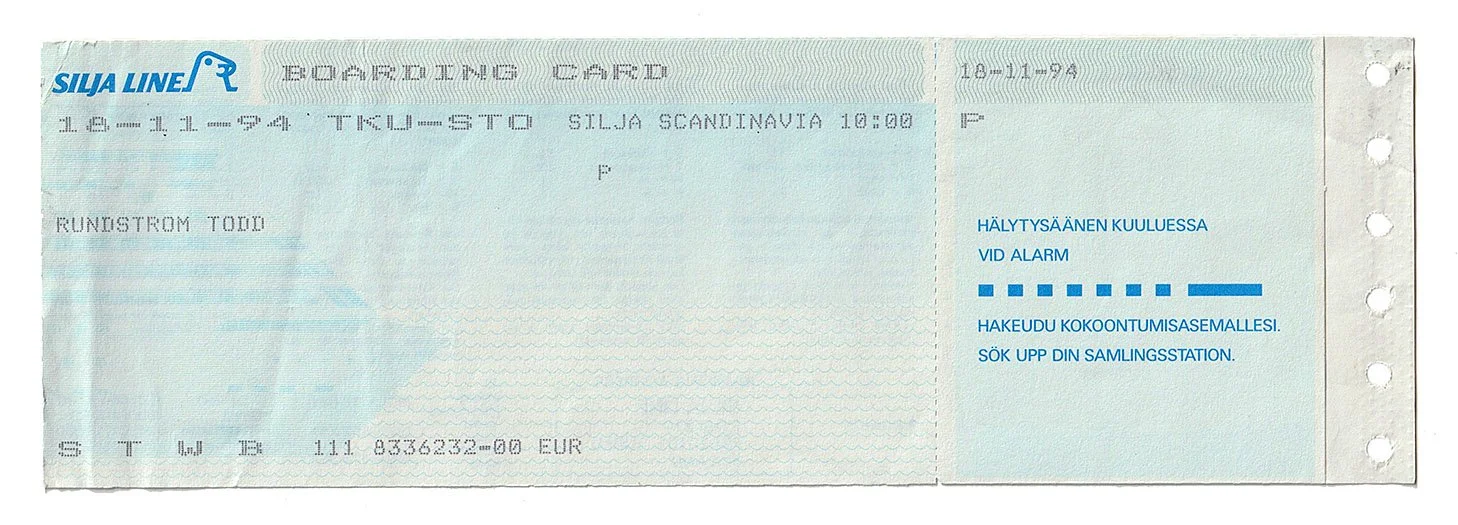 SILJA LINE BOARDING CARD
18-11-94 TKU-STO SILJA SCANDINAVIA 10:00
P
RUNDSTROM TODD
S T W B 111 8336232-00 EUR
18-11-94
P
HÄLYTYSÄÄNEN KUULUESSA
VID ALARM
HAKEUDU KOKOONTUMISASEMALLESI.
SÖK UPP DIN SAMLINGSSTATION.